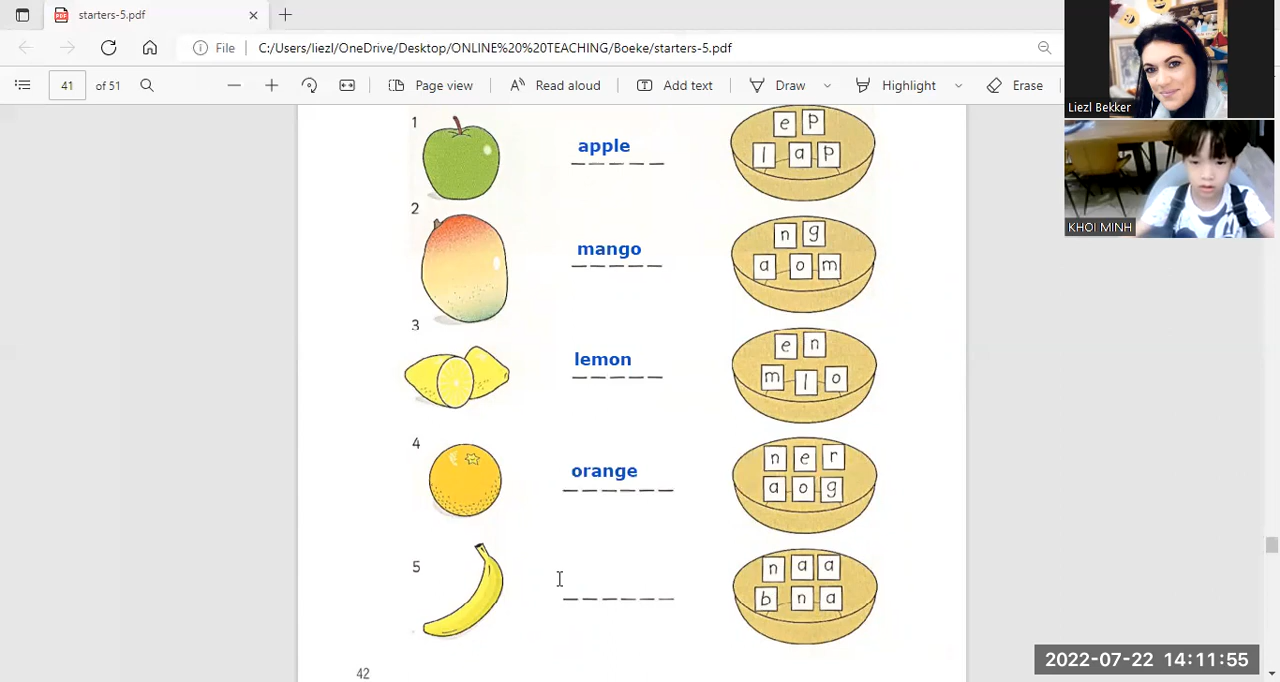 starters-5.pdf
File C:/Users/liezl/OneDrive/Desktop/ONLINE%20%20TEACHING/Boeke/starters-5.pdf
41 of 51 Page view Read aloud Add text Draw Highlight Erase
Liezl Bekker
KHOI MINH
1
apple
e p
l a p
2
mango
n g
a o m
3
lemon
e n
m l o
4
orange
n e r
a o g
5
n a a
b n a
42
2022-07-22 14:11:55